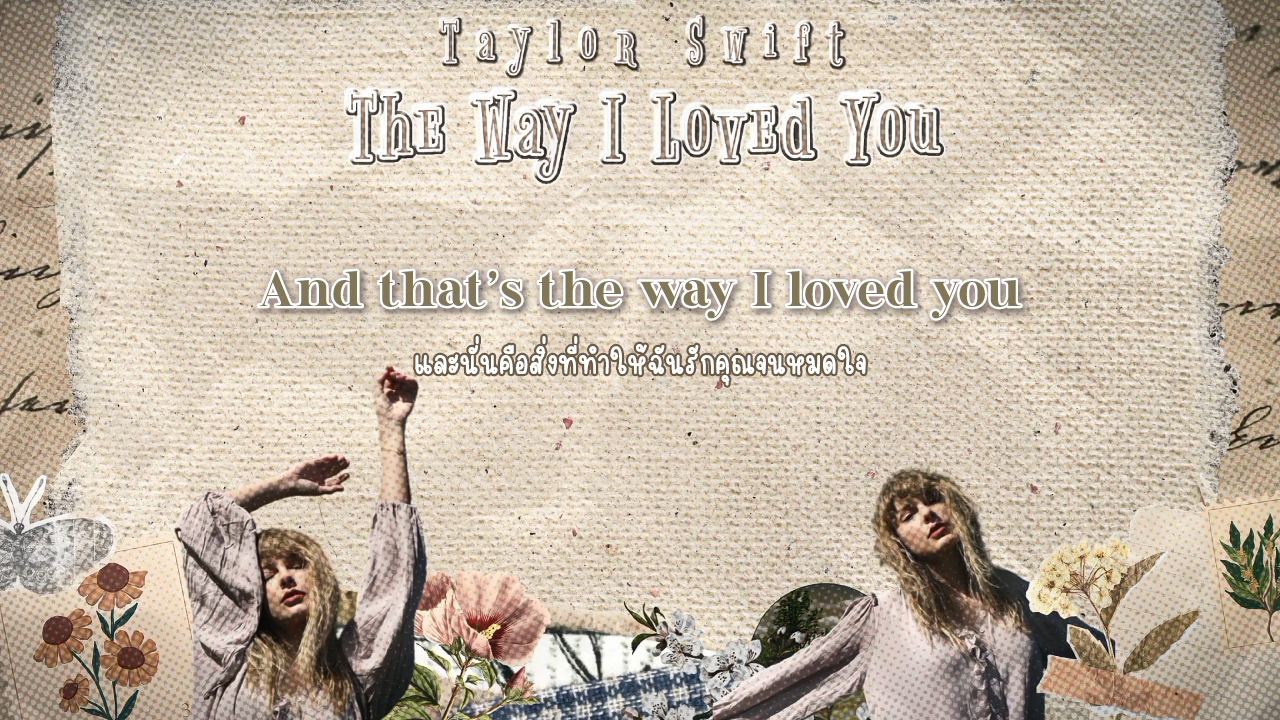 Taylor Swift
The Way I Loved You
And that's the way I loved you
และนั่นคือสิ่งที่ทำให้ฉันรักคุณจนหมดใจ